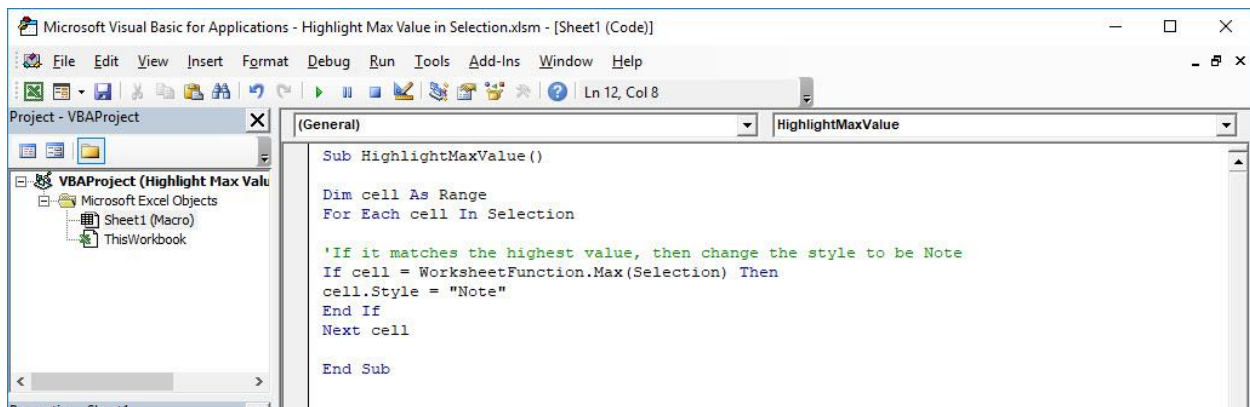 Microsoft Visual Basic for Applications - Highlight Max Value in Selection.xlsm - [Sheet1 (Code)]
File Edit View Insert Format Debug Run Tools Add-Ins Window Help
Ln 12, Col 8
Project - VBAProject
(General)
HighlightMaxValue
VBAProject (Highlight Max Valu
Microsoft Excel Objects
Sheet1 (Macro)
ThisWorkbook
Sub HighlightMaxValue()
Dim cell As Range
For Each cell In Selection
'If it matches the highest value, then change the style to be Note
If cell = WorksheetFunction.Max(Selection) Then
cell.Style = "Note"
End If
Next cell
End Sub